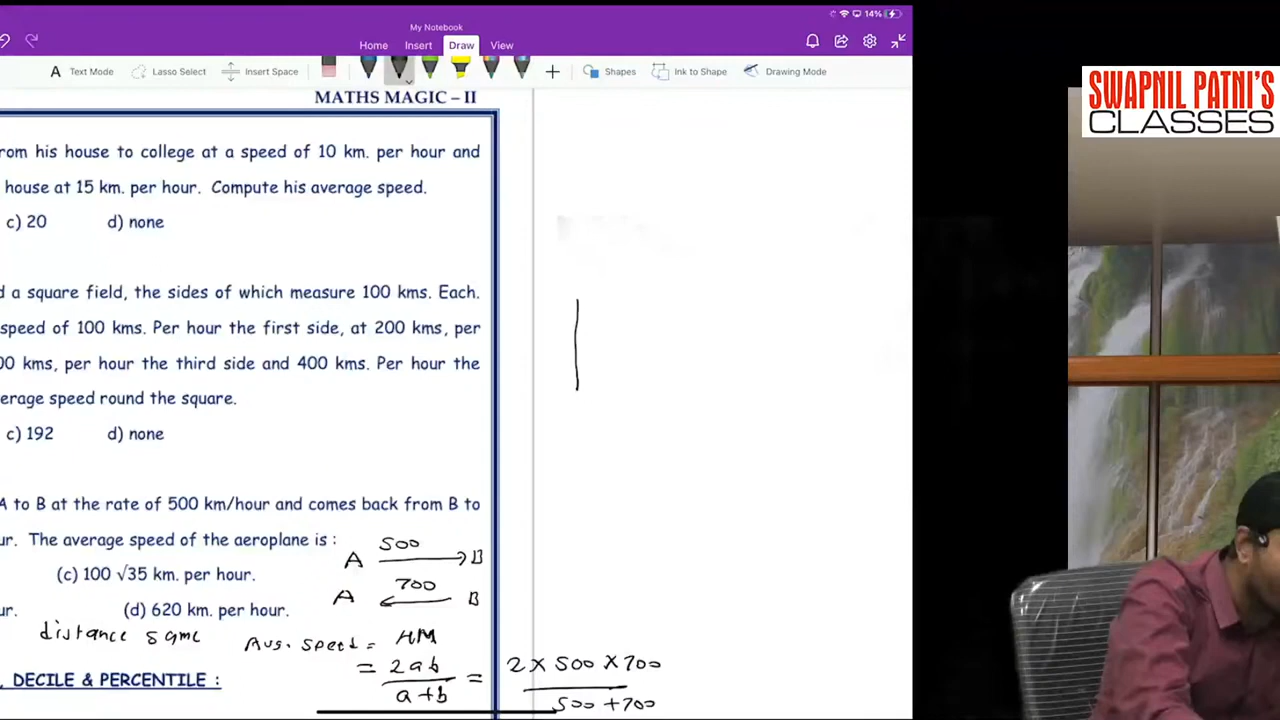 14%
My Notebook
Home Insert Draw View
Text Mode Lasso Select Insert Space Shapes Ink to Shape Drawing Mode
SWAPNIL PATNI'S
CLASSES
MATHS MAGIC – II
rom his house to college at a speed of 10 km. per hour and
house at 15 km. per hour. Compute his average speed.
c) 20 d) none
d a square field, the sides of which measure 100 kms. Each.
speed of 100 kms. Per hour the first side, at 200 kms, per
00 kms, per hour the third side and 400 kms. Per hour the
erage speed round the square.
c) 192 d) none
A to B at the rate of 500 km/hour and comes back from B to
ur. The average speed of the aeroplane is :
500
A B
(c) 100 √35 km. per hour.
700
A B
ur. (d) 620 km. per hour.
distance same Avg. speed = HM
= 2ab / a+b = 2 × 500 × 700 / 500 + 700
, DECILE & PERCENTILE :